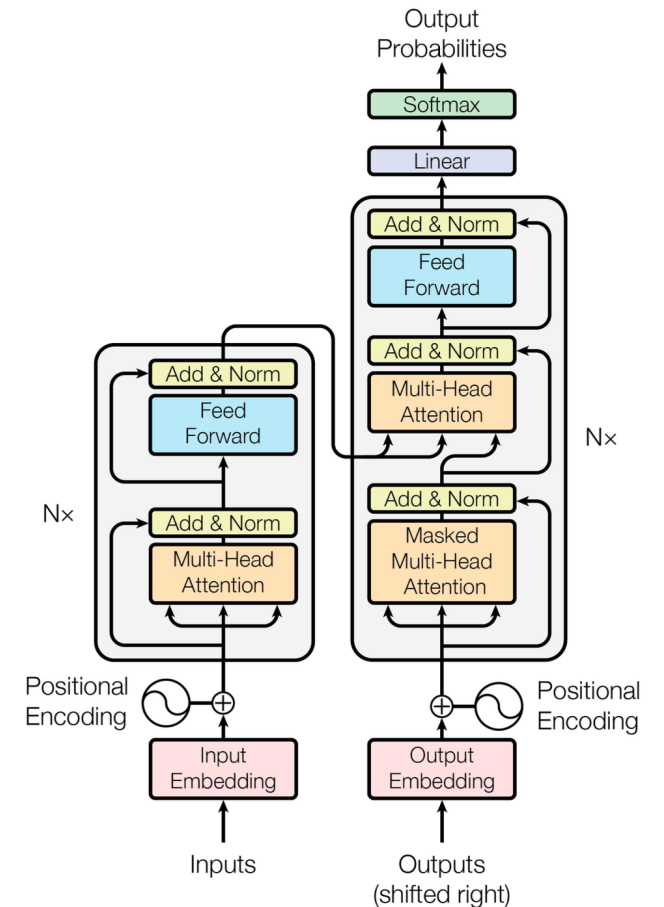 Output
Probabilities
Softmax
Linear
Add & Norm
Feed
Forward
Add & Norm
Multi-Head
Attention
Add & Norm
Masked
Multi-Head
Attention
N×
Add & Norm
Feed
Forward
Add & Norm
Multi-Head
Attention
N×
Positional
Encoding
Positional
Encoding
Input
Embedding
Output
Embedding
Inputs
Outputs
(shifted right)